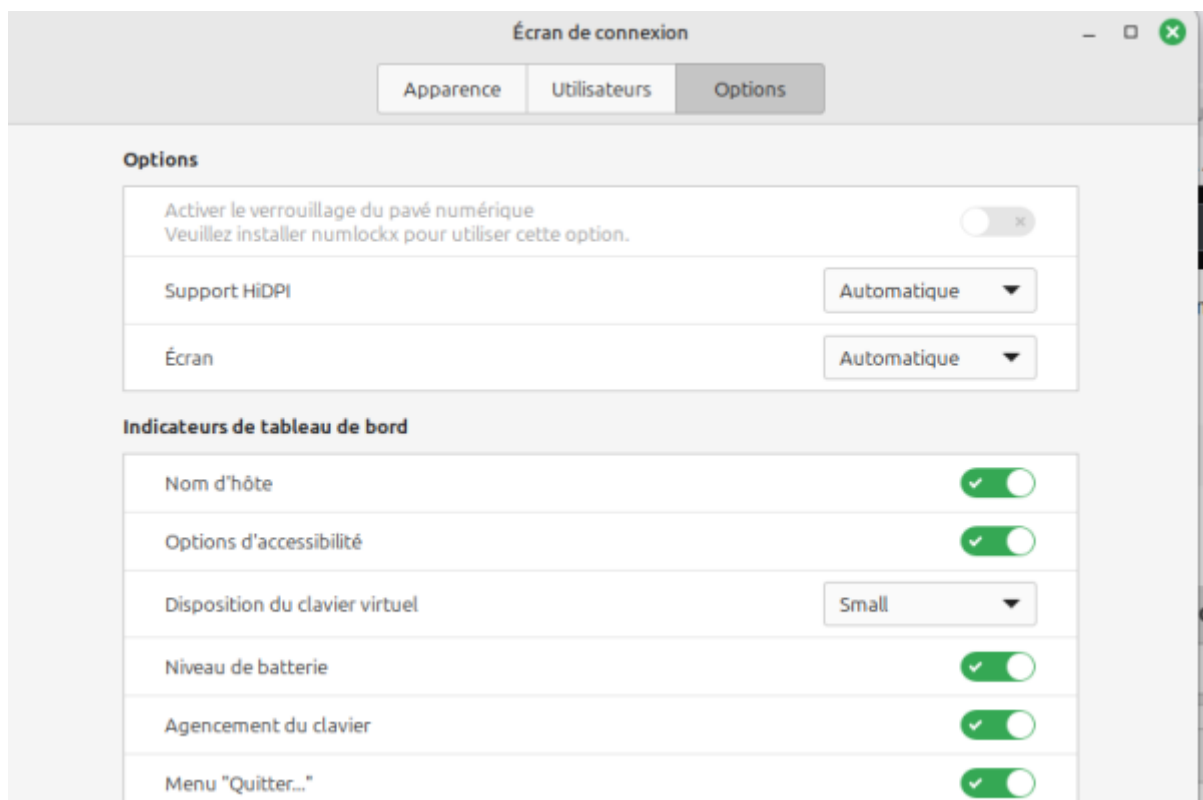 Écran de connexion
Apparence
Utilisateurs
Options
Options
Activer le verrouillage du pavé numérique
Veuillez installer numlockx pour utiliser cette option.
Support HiDPI
Automatique
Écran
Automatique
Indicateurs de tableau de bord
Nom d'hôte
Options d'accessibilité
Disposition du clavier virtuel
Small
Niveau de batterie
Agencement du clavier
Menu "Quitter..."